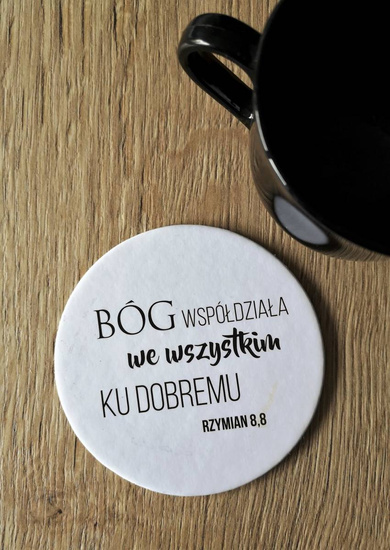 BÓG WSPÓŁDZIAŁA
we wszystkim
KU DOBREMU
RZYMIAN 8,8